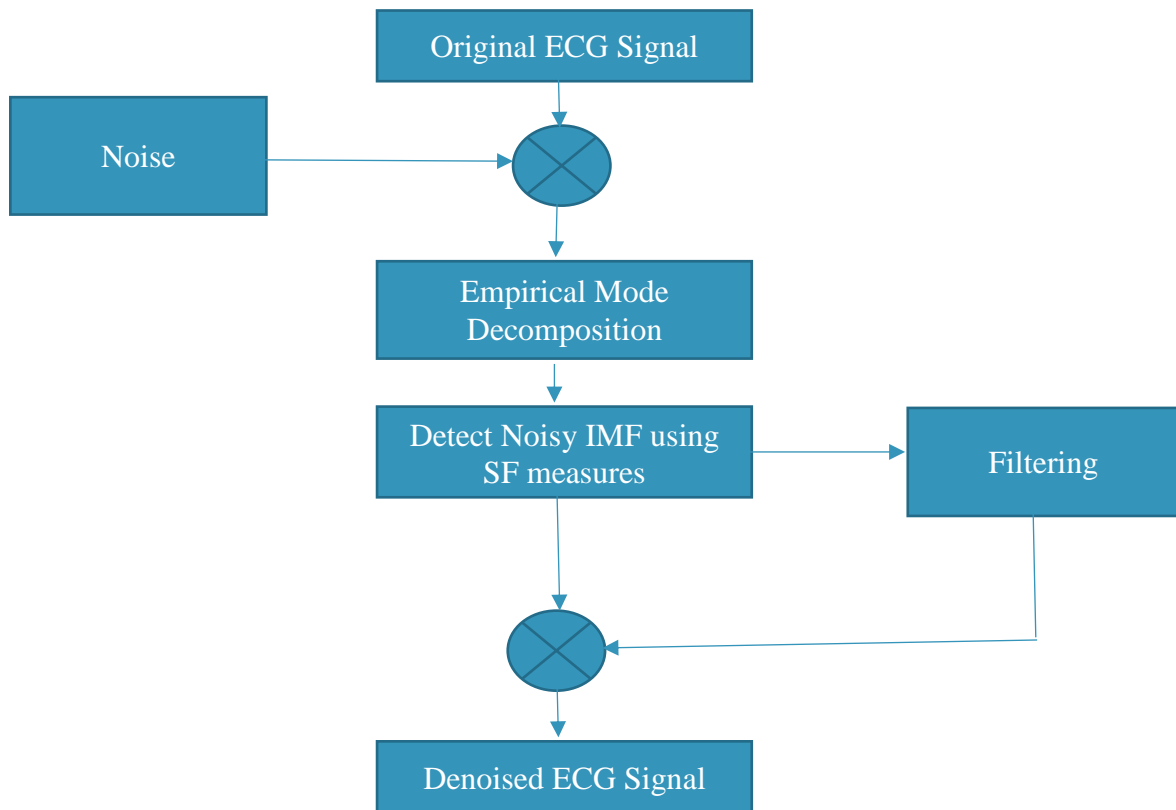 Original ECG Signal
Noise
Empirical Mode
Decomposition
Detect Noisy IMF using
SF measures
Filtering
Denoised ECG Signal